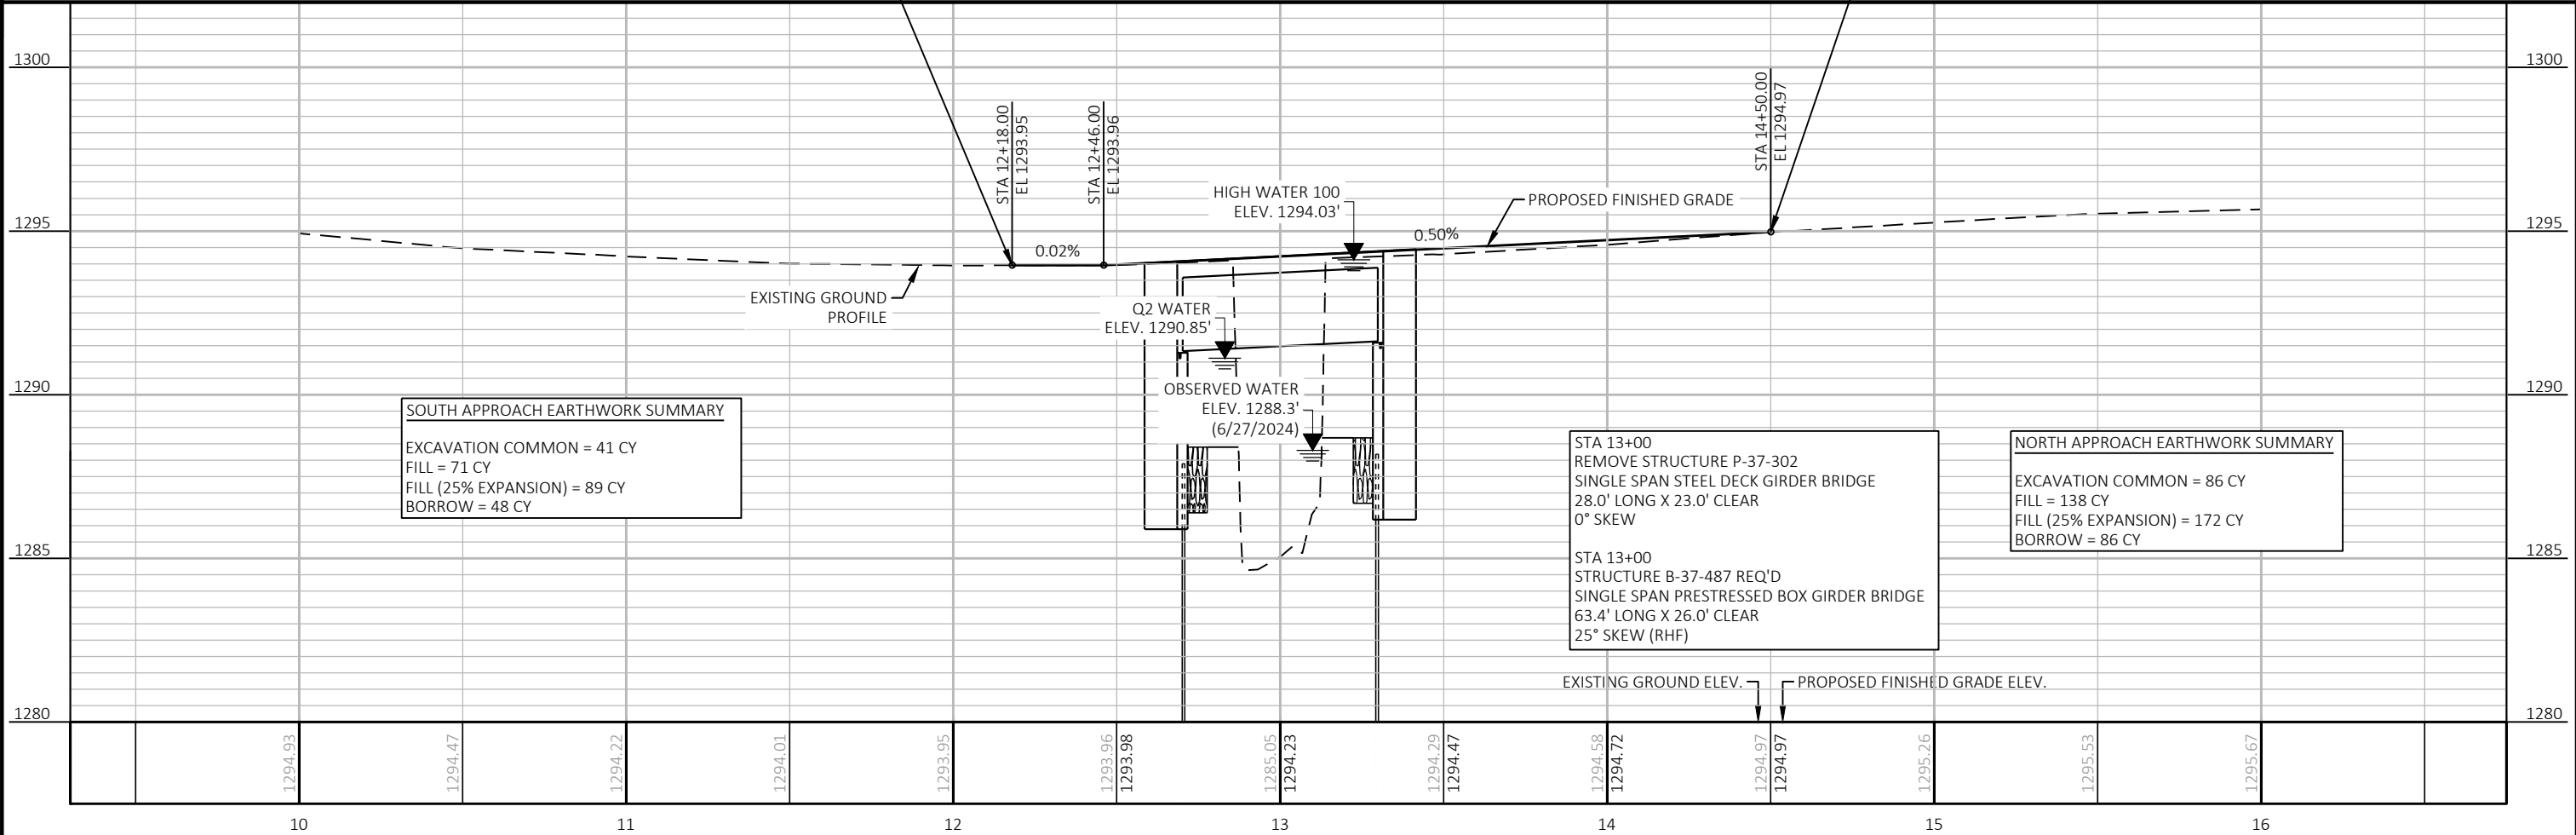 1300
1300
STA 12+18.00
EL 1293.95
STA 12+46.00
EL 1293.96
STA 14+50.00
EL 1294.97
HIGH WATER 100
ELEV. 1294.03'
PROPOSED FINISHED GRADE
1295
1295
0.02%
0.50%
EXISTING GROUND
PROFILE
Q2 WATER
ELEV. 1290.85'
OBSERVED WATER
ELEV. 1288.3'
(6/27/2024)
1290
1290
SOUTH APPROACH EARTHWORK SUMMARY
EXCAVATION COMMON = 41 CY
FILL = 71 CY
FILL (25% EXPANSION) = 89 CY
BORROW = 48 CY
STA 13+00
REMOVE STRUCTURE P-37-302
SINGLE SPAN STEEL DECK GIRDER BRIDGE
28.0' LONG X 23.0' CLEAR
0° SKEW
STA 13+00
STRUCTURE B-37-487 REQ'D
SINGLE SPAN PRESTRESSED BOX GIRDER BRIDGE
63.4' LONG X 26.0' CLEAR
25° SKEW (RHF)
NORTH APPROACH EARTHWORK SUMMARY
EXCAVATION COMMON = 86 CY
FILL = 138 CY
FILL (25% EXPANSION) = 172 CY
BORROW = 86 CY
1285
1285
EXISTING GROUND ELEV.
PROPOSED FINISHED GRADE ELEV.
1280
1280
1294.93
1294.47
1294.22
1294.01
1293.95
1293.96
1293.98
1285.05
1294.23
1294.29
1294.47
1294.58
1294.72
1294.97
1294.97
1295.26
1295.53
1295.67
10
11
12
13
14
15
16